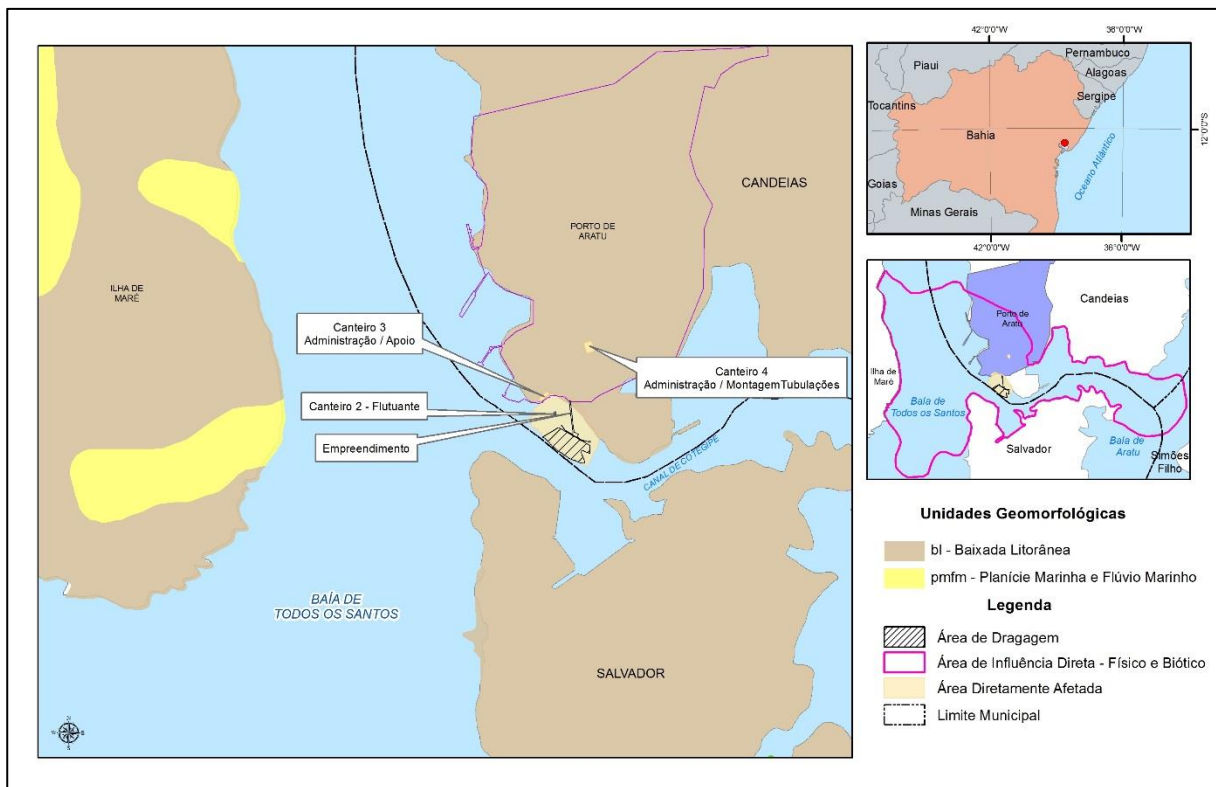 ILHA DE
MARÉ
BAÍA DE
TODOS OS SANTOS
CANDEIAS
PORTO DE
ARATU
Canteiro 3
Administração / Apoio
Canteiro 2 - Flutuante
Empreendimento
Canteiro 4
Administração / MontagemTubulações
CANAL DE COTEGIPE
SALVADOR
N
S
42°0'0"W
38°0'0"W
Piaui
Pernambuco
Alagoas
Sergipe
Tocantins
Bahia
12°0'0"S
Oceano Atlântico
Goias
Minas Gerais
42°0'0"W
36°0'0"W
Candeias
Porto de
Aratu
Ilha de
Maré
Baia de
Todos os Santos
Salvador
Baía de
Aratu
Simões
Filho
Unidades Geomorfológicas
bl - Baixada Litorânea
pmfm - Planície Marinha e Flúvio Marinho
Legenda
Área de Dragagem
Área de Influência Direta - Físico e Biótico
Área Diretamente Afetada
Limite Municipal